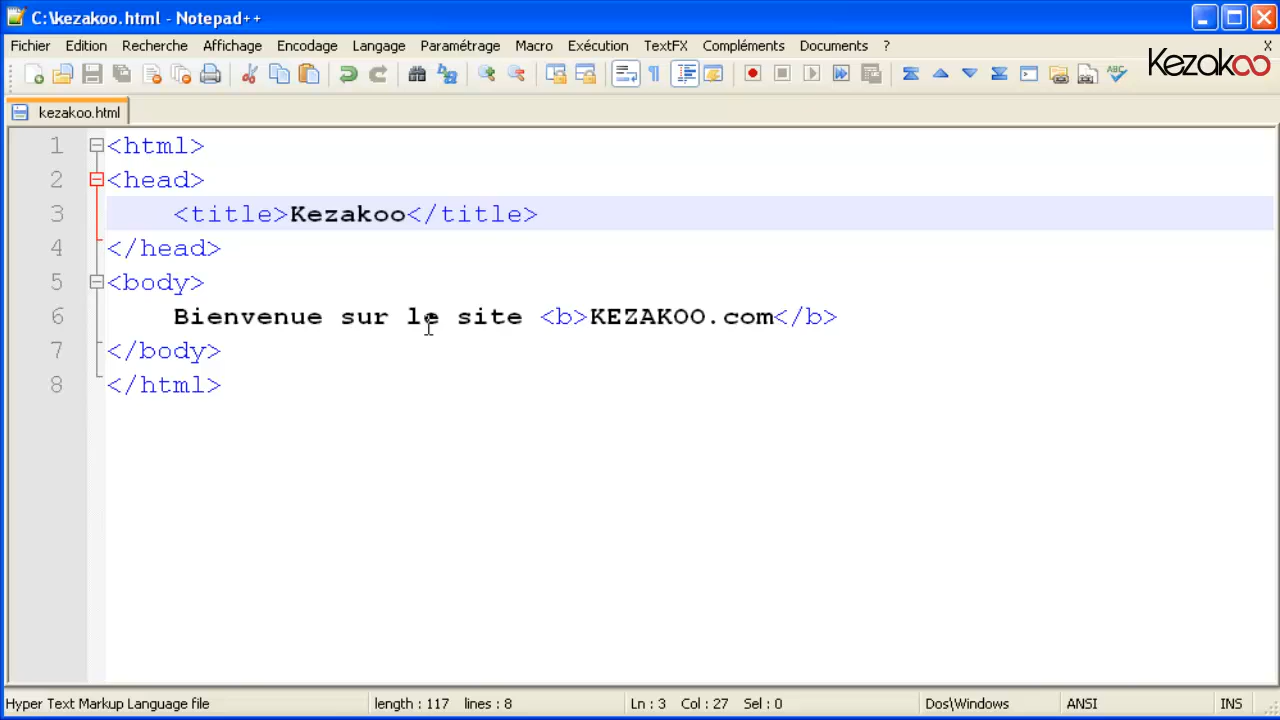 C:\kezakoo.html - Notepad++
Fichier Edition Recherche Affichage Encodage Langage Paramétrage Macro Exécution TextFX Compléments Documents ? X
Kezakoo
kezakoo.html
1 <html>
2 <head>
3 <title>Kezakoo</title>
4 </head>
5 <body>
6 Bienvenue sur le site <b>KEZAKOO.com</b>
7 </body>
8 </html>
Hyper Text Markup Language file length : 117 lines : 8 Ln : 3 Col : 27 Sel : 0 Dos\Windows ANSI INS